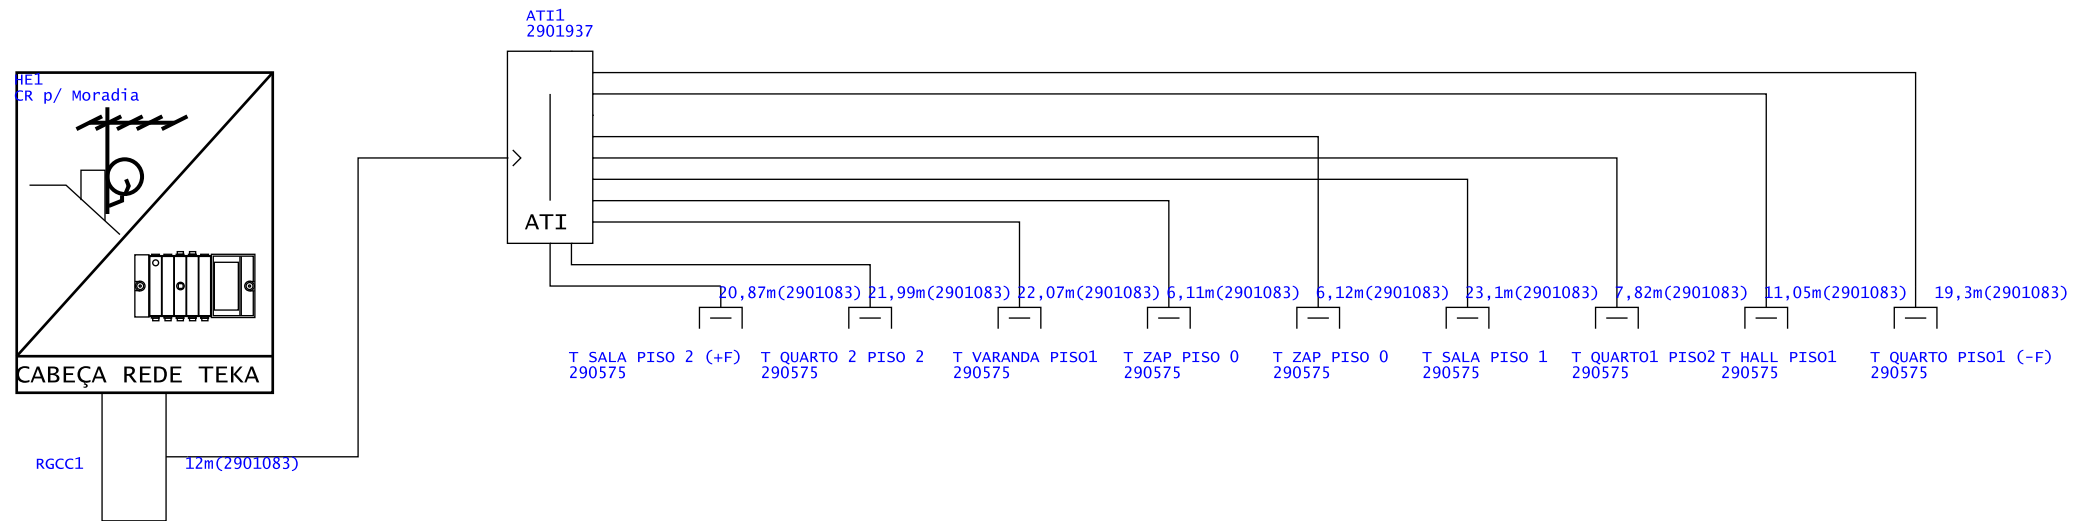 ATI1
2901937
HE1
CR p/ Moradia
ATI
CABEÇA REDE TEKA
RGCC1
12m(2901083)
20,87m(2901083)
21,99m(2901083)
22,07m(2901083)
6,11m(2901083)
6,12m(2901083)
23,1m(2901083)
7,82m(2901083)
11,05m(2901083)
19,3m(2901083)
T SALA PISO 2 (+F)
290575
T QUARTO 2 PISO 2
290575
T VARANDA PISO1
290575
T ZAP PISO 0
290575
T ZAP PISO 0
290575
T SALA PISO 1
290575
T QUARTO1 PISO2
290575
T HALL PISO1
290575
T QUARTO PISO1 (-F)
290575